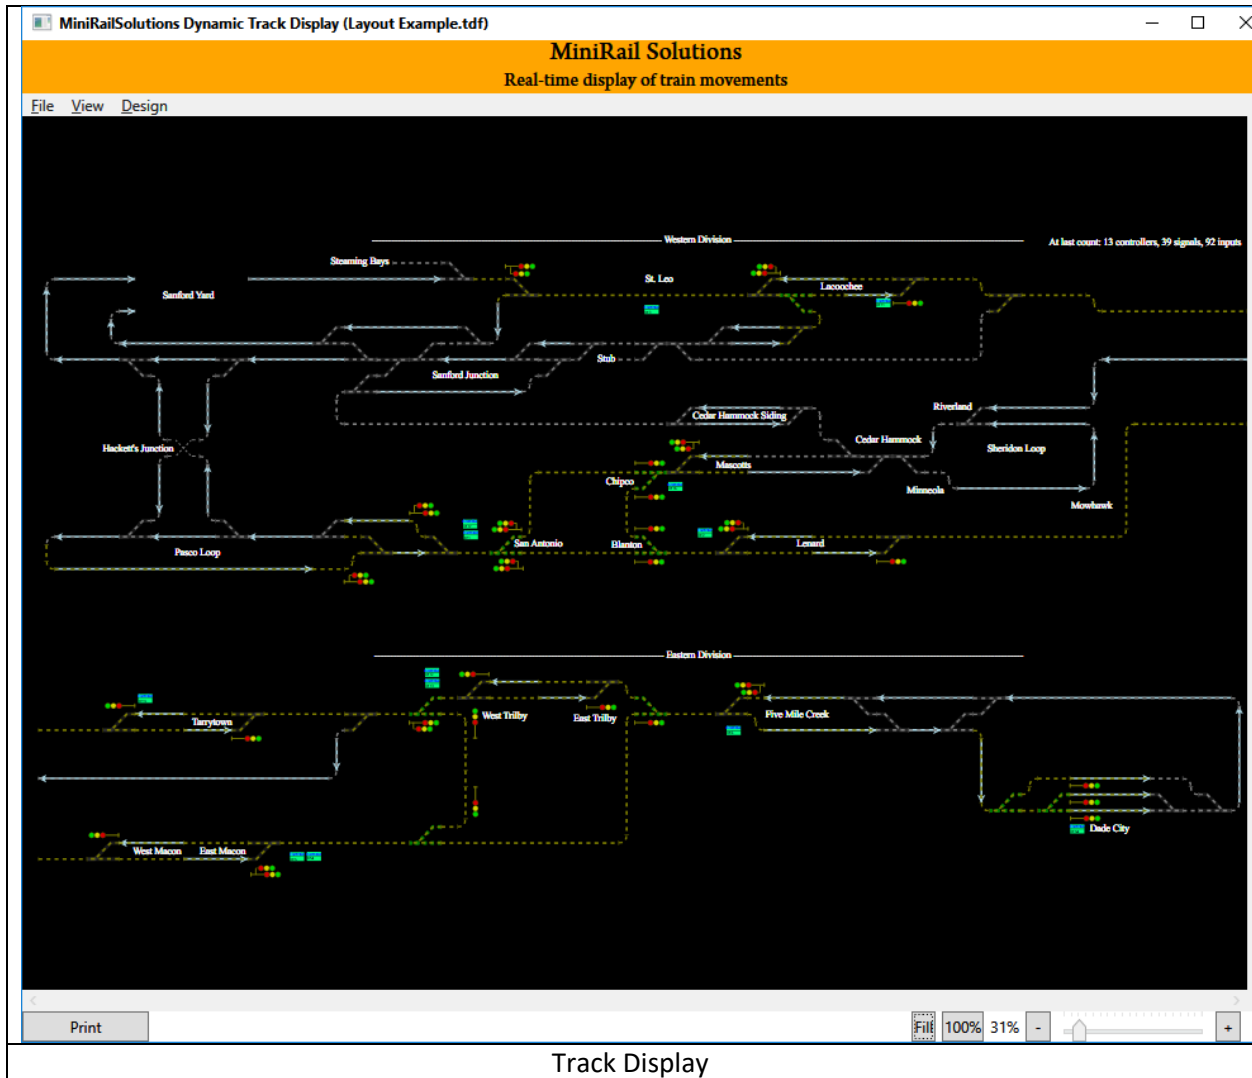 MiniRailSolutions Dynamic Track Display (Layout Example.tdf)
MiniRail Solutions
Real-time display of train movements
File View Design
Western Division
At last count: 13 controllers, 39 signals, 92 inputs
Steaming Bays
St. Leo
Lacoochee
Sanford Yard
Stub
Sanford Junction
Riverland
Cedar Hammock Siding
Cedar Hammock
Hackett's Junction
Sheridon Loop
Mascotts
Chipco
Minneola
Mowhawk
San Antonio
Blanton
Lenard
Pasco Loop
Eastern Division
Tarrytown
West Trilby
East Trilby
Five Mile Creek
Dade City
West Macon
East Macon
Print
Fill 100% 31% - +
Track Display